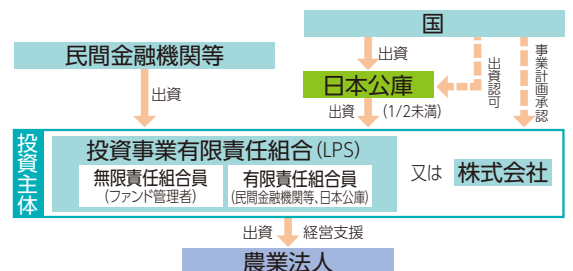 国
民間金融機関等
出資
日本公庫
出資認可
事業計画承認
出資
出資 (1/2未満)
投資主体
投資事業有限責任組合(LPS)
無限責任組合員
(ファンド管理者)
有限責任組合員
(民間金融機関等、日本公庫)
又は 株式会社
出資 経営支援
農業法人